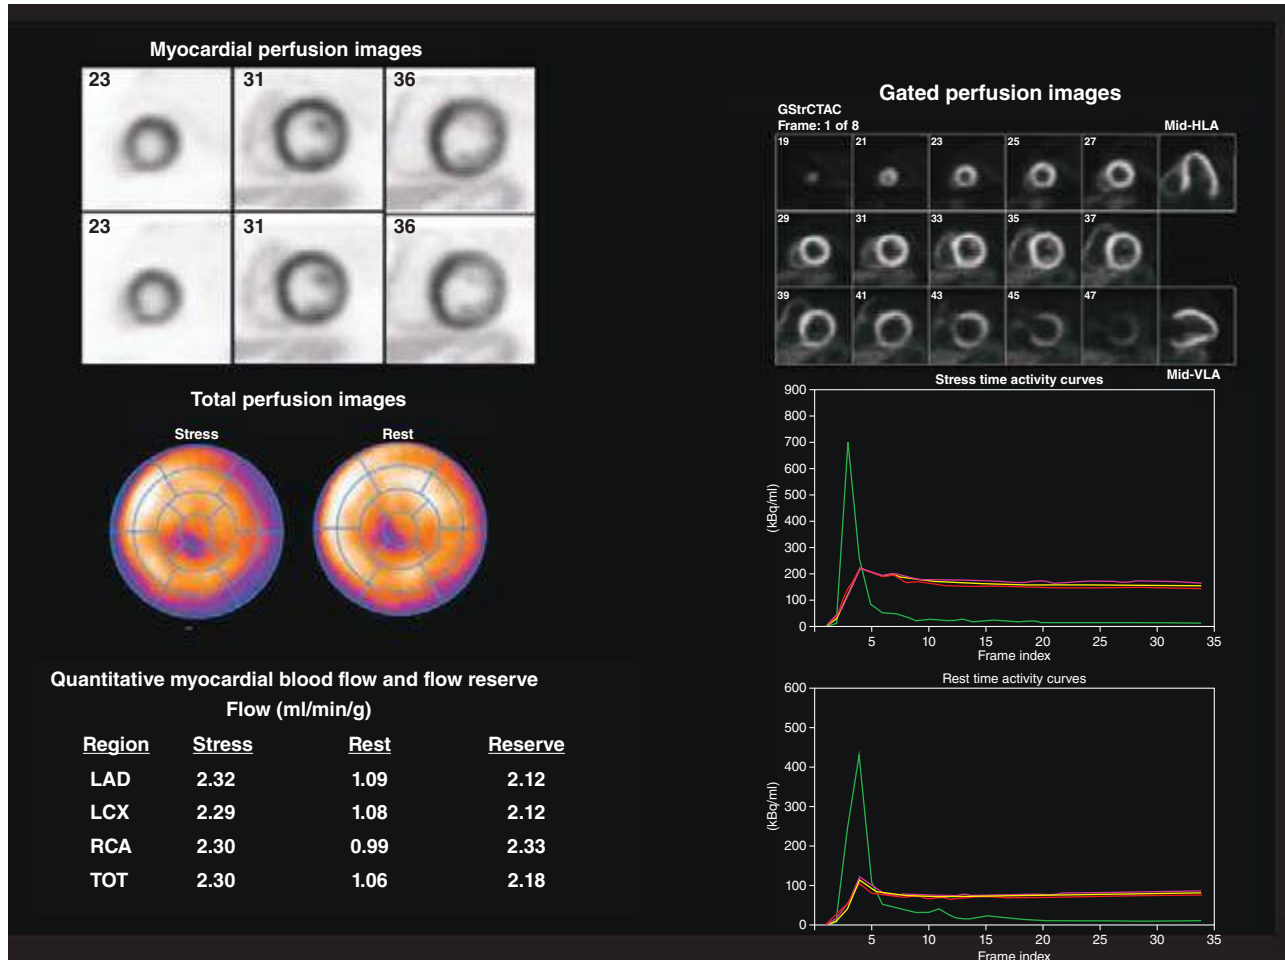 Myocardial perfusion images
23 31 36
23 31 36
Total perfusion images
Stress Rest
Quantitative myocardial blood flow and flow reserve
Flow (ml/min/g)
Region Stress Rest Reserve
LAD 2.32 1.09 2.12
LCX 2.29 1.08 2.12
RCA 2.30 0.99 2.33
TOT 2.30 1.06 2.18
Gated perfusion images
GStrCTAC
Frame: 1 of 8 Mid-HLA
19 21 23 25 27
29 31 33 35 37
39 41 43 45 47
Mid-VLA
Stress time activity curves
900
800
700
600
500
400
300
200
100
0
(kBq/ml)
5 10 15 20 25 30 35
Frame index
Rest time activity curves
600
500
400
300
200
100
0
(kBq/ml)
5 10 15 20 25 30 35
Frame index